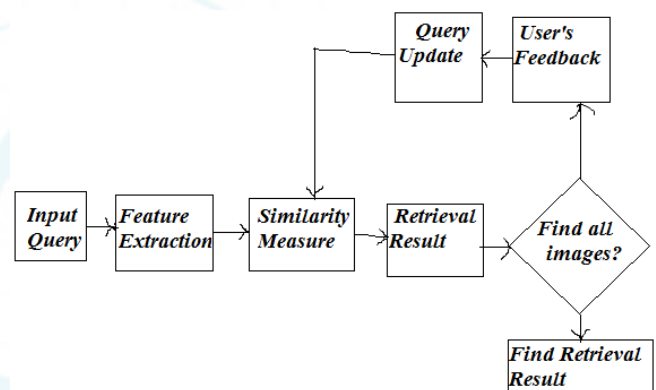 Query
Update
User's
Feedback
Input
Query
Feature
Extraction
Similarity
Measure
Retrieval
Result
Find all
images?
Find Retrieval
Result